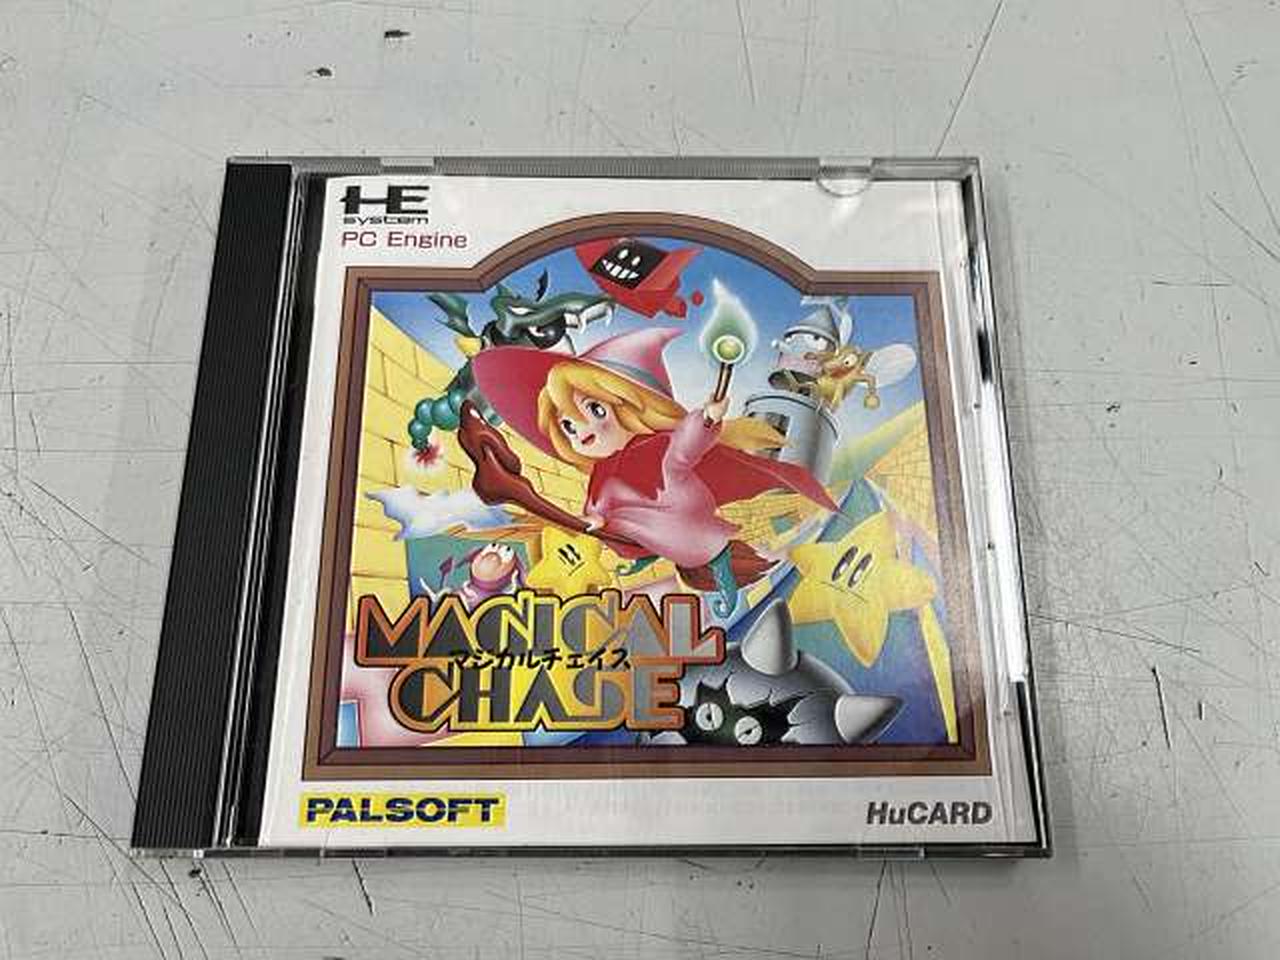 HE
system
PC Engine
MAGICAL
マジカルチェイス
CHASE
PALSOFT
HuCARD